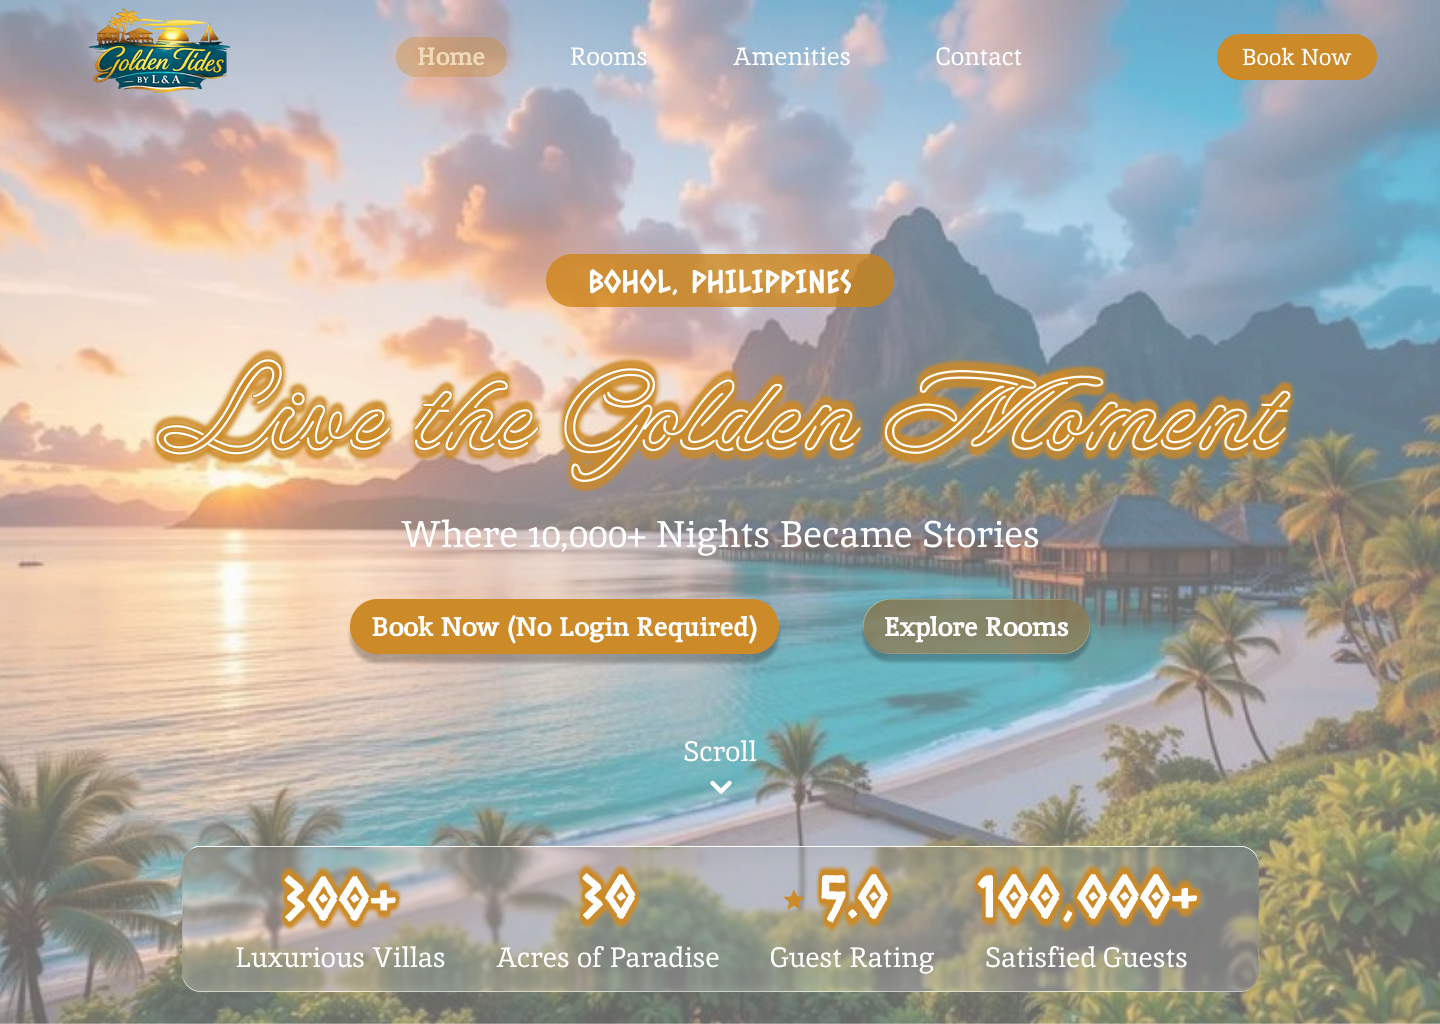 Golden Tides
BY L&A
Home
Rooms
Amenities
Contact
Book Now
BOHOL, PHILIPPINES
Live the Golden Moment
Where 10,000+ Nights Became Stories
Book Now (No Login Required)
Explore Rooms
Scroll
300+
Luxurious Villas
30
Acres of Paradise
5.0
Guest Rating
100,000+
Satisfied Guests